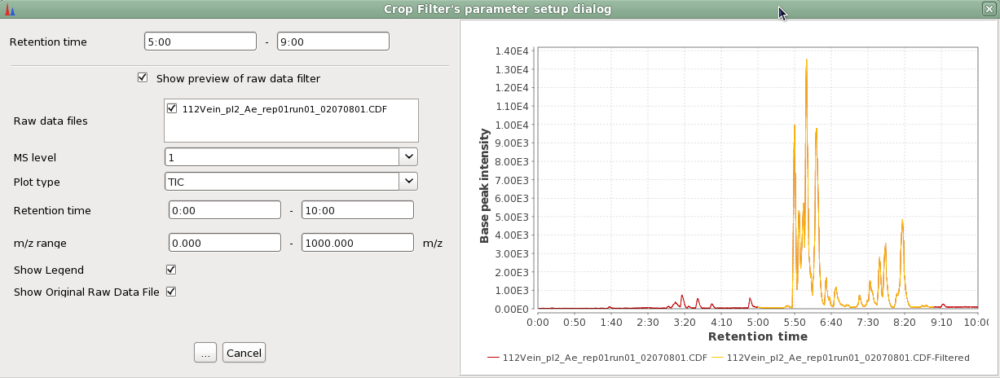 Crop Filter's parameter setup dialog
Retention time 5:00 - 9:00
Show preview of raw data filter
Raw data files 112Vein_pl2_Ae_rep01run01_02070801.CDF
MS level 1
Plot type TIC
Retention time 0:00 - 10:00
m/z range 0.000 - 1000.000 m/z
Show Legend
Show Original Raw Data File
... Cancel
Base peak intensity
1.40E4
1.30E4
1.20E4
1.10E4
1.00E4
9.00E3
8.00E3
7.00E3
6.00E3
5.00E3
4.00E3
3.00E3
2.00E3
1.00E3
0.00E0
0:00 0:50 1:40 2:30 3:20 4:10 5:00 5:50 6:40 7:30 8:20 9:10 10:00
Retention time
112Vein_pl2_Ae_rep01run01_02070801.CDF 112Vein_pl2_Ae_rep01run01_02070801.CDF-Filtered